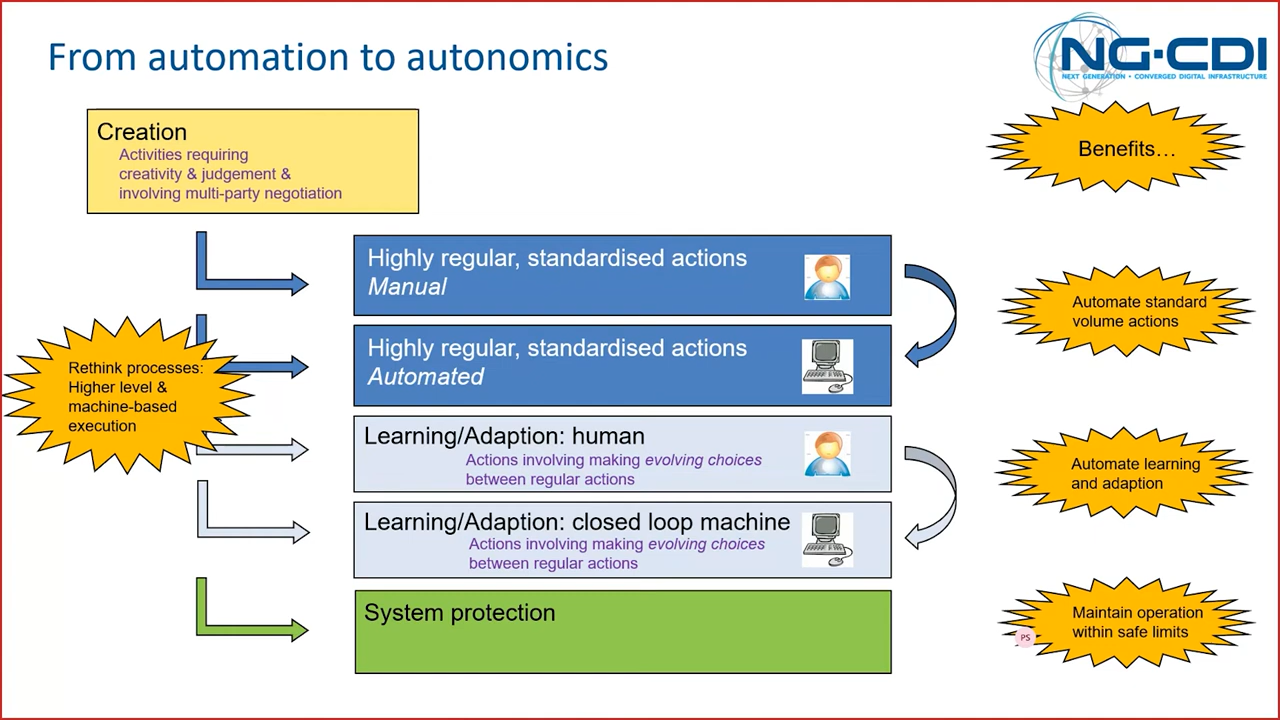 From automation to autonomics
NG-CDI
NEXT GENERATION • CONVERGED DIGITAL INFRASTRUCTURE
Creation
Activities requiring
creativity & judgement &
involving multi-party negotiation
Benefits…
Highly regular, standardised actions
Manual
Automate standard
volume actions
Highly regular, standardised actions
Automated
Rethink processes:
Higher level &
machine-based
execution
Learning/Adaption: human
Actions involving making evolving choices
between regular actions
Automate learning
and adaption
Learning/Adaption: closed loop machine
Actions involving making evolving choices
between regular actions
System protection
Maintain operation
within safe limits
PS